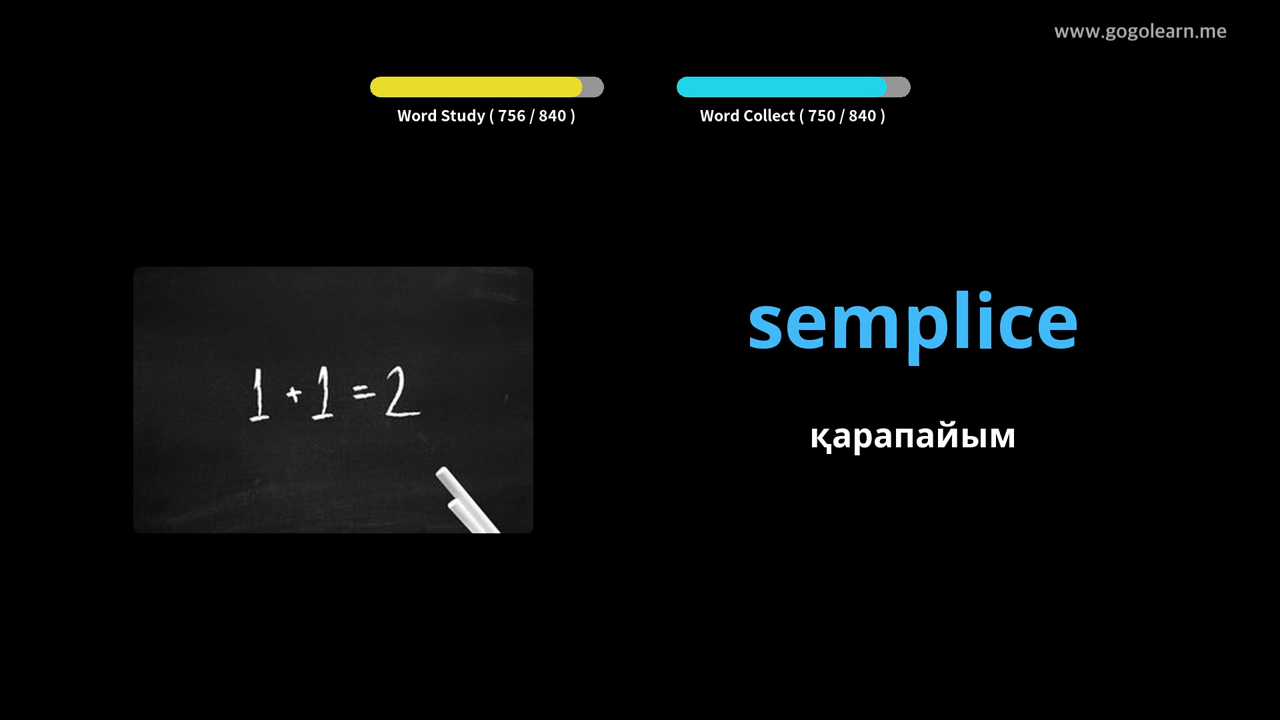 www.gogolearn.me
Word Study ( 756 / 840 )
Word Collect ( 750 / 840 )
1 + 1 = 2
semplice
қарапайым